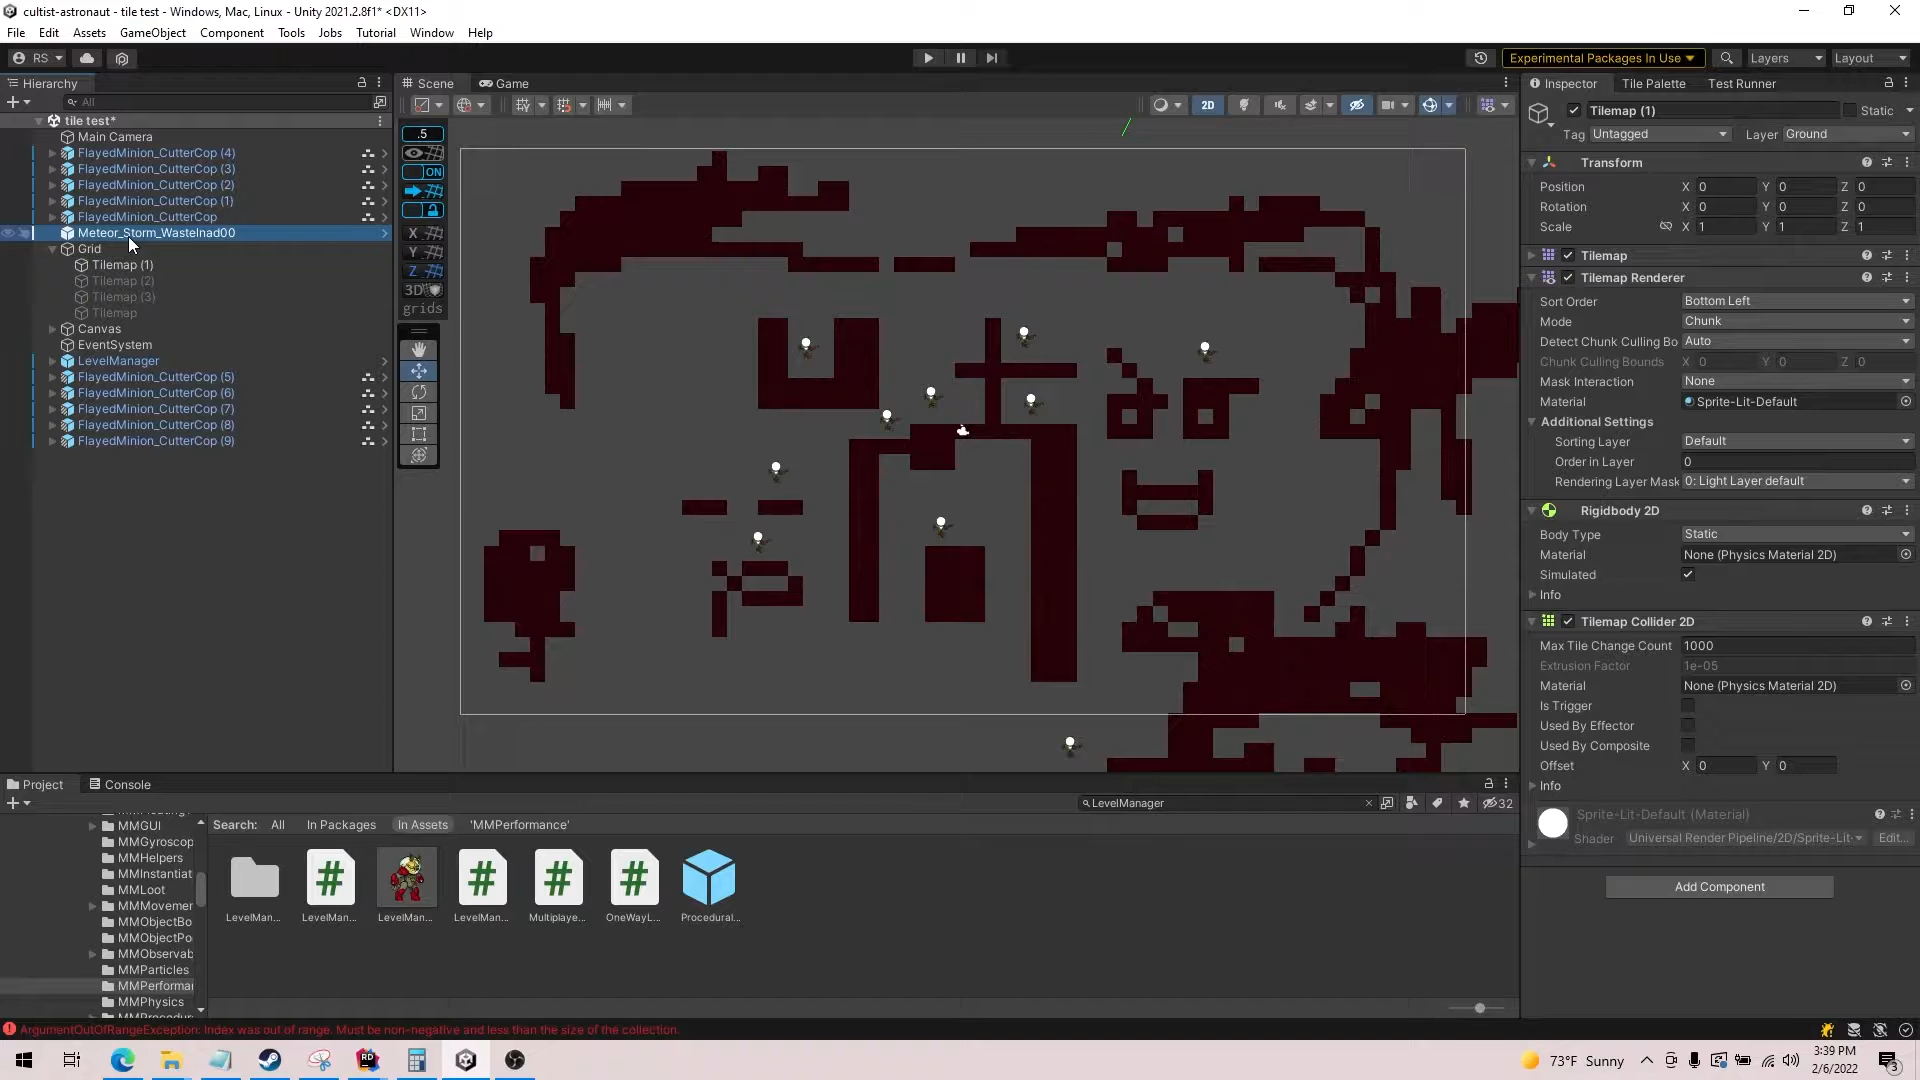 cultist-astronaut - tile test - Windows, Mac, Linux - Unity 2021.2.8f1* <DX11>
File Edit Assets GameObject Component Tools Jobs Tutorial Window Help
RS Experimental Packages In Use Layers Layout
Hierarchy
All
tile test*
Main Camera
FlayedMinion_CutterCop (4)
FlayedMinion_CutterCop (3)
FlayedMinion_CutterCop (2)
FlayedMinion_CutterCop (1)
FlayedMinion_CutterCop
Meteor_Storm_Wastelnad00
Grid
Tilemap (1)
Tilemap (2)
Tilemap (3)
Tilemap
Canvas
EventSystem
LevelManager
FlayedMinion_CutterCop (5)
FlayedMinion_CutterCop (6)
FlayedMinion_CutterCop (7)
FlayedMinion_CutterCop (8)
FlayedMinion_CutterCop (9)
Scene Game
2D
.5
ON
X
Y
Z
3D
grids
Inspector Tile Palette Test Runner
Tilemap (1) Static
Tag Untagged Layer Ground
Transform
Position X 0 Y 0 Z 0
Rotation X 0 Y 0 Z 0
Scale X 1 Y 1 Z 1
Tilemap
Tilemap Renderer
Sort Order Bottom Left
Mode Chunk
Detect Chunk Culling Bo Auto
Chunk Culling Bounds X 0 Y 0 Z 0
Mask Interaction None
Material Sprite-Lit-Default
Additional Settings
Sorting Layer Default
Order in Layer 0
Rendering Layer Mask 0: Light Layer default
Rigidbody 2D
Body Type Static
Material None (Physics Material 2D)
Simulated
Info
Tilemap Collider 2D
Max Tile Change Count 1000
Extrusion Factor 1e-05
Material None (Physics Material 2D)
Is Trigger
Used By Effector
Used By Composite
Offset X 0 Y 0
Info
Sprite-Lit-Default (Material)
Shader Universal Render Pipeline/2D/Sprite-Lit- Edit...
Add Component
Project Console
LevelManager 32
MMGUI
MMGyroscop
MMHelpers
MMInstantiat
MMLoot
MMMovemer
MMObjectBo
MMObjectPo
MMObservab
MMParticles
MMPerformar
MMPhysics
Search: All In Packages In Assets 'MMPerformance'
LevelMan... LevelMan... LevelMan... LevelMan... Multiplaye... OneWayL... Procedural...
ArgumentOutOfRangeException: Index was out of range. Must be non-negative and less than the size of the collection.
73°F Sunny
3:39 PM
2/6/2022
3